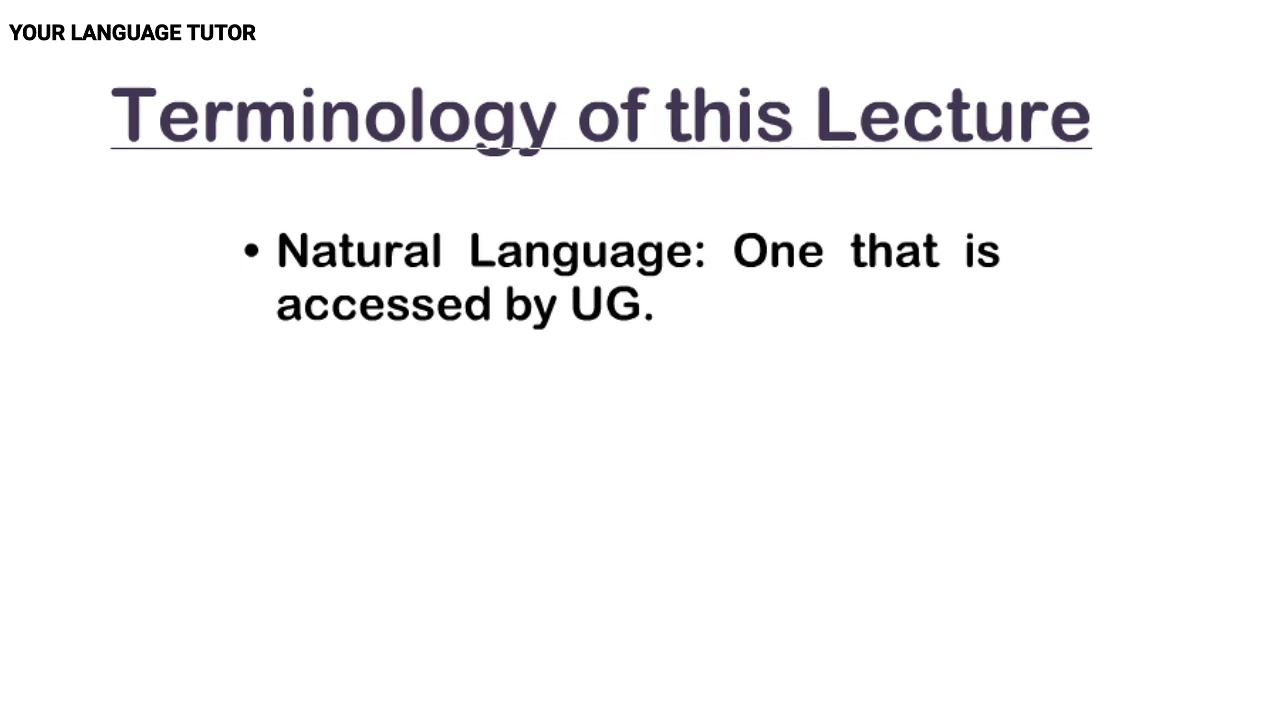 YOUR LANGUAGE TUTOR
Terminology of this Lecture
• Natural Language: One that is
accessed by UG.